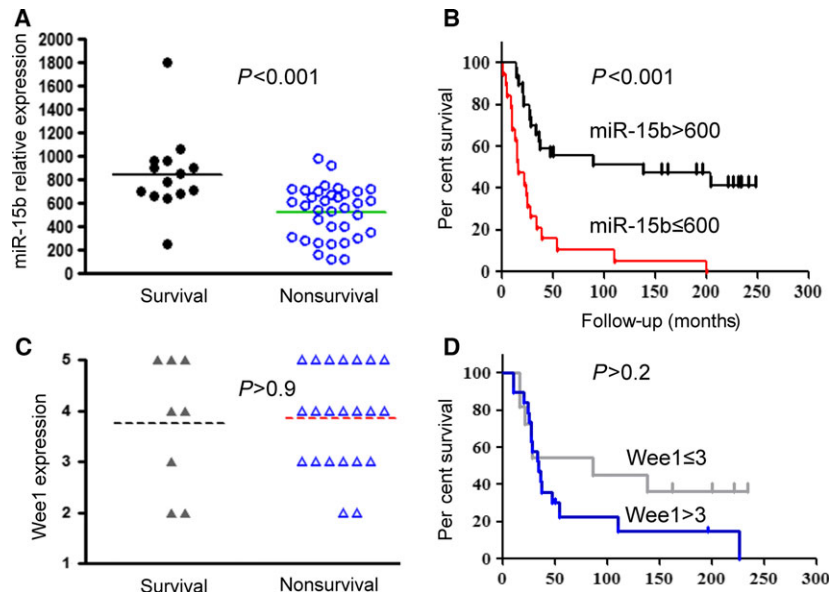 A
miR-15b relative expression
2000
1800
1600
1400
1200
1000
800
700
600
500
400
300
200
100
0
P<0.001
Survival
Nonsurvival
B
Per cent survival
100
80
60
40
20
0
P<0.001
miR-15b>600
miR-15b≤600
0 50 100 150 200 250 300
Follow-up (months)
C
Wee1 expression
5
4
3
2
1
P>0.9
Survival
Nonsurvival
D
Per cent survival
100
80
60
40
20
0
P>0.2
Wee1≤3
Wee1>3
0 50 100 150 200 250 300